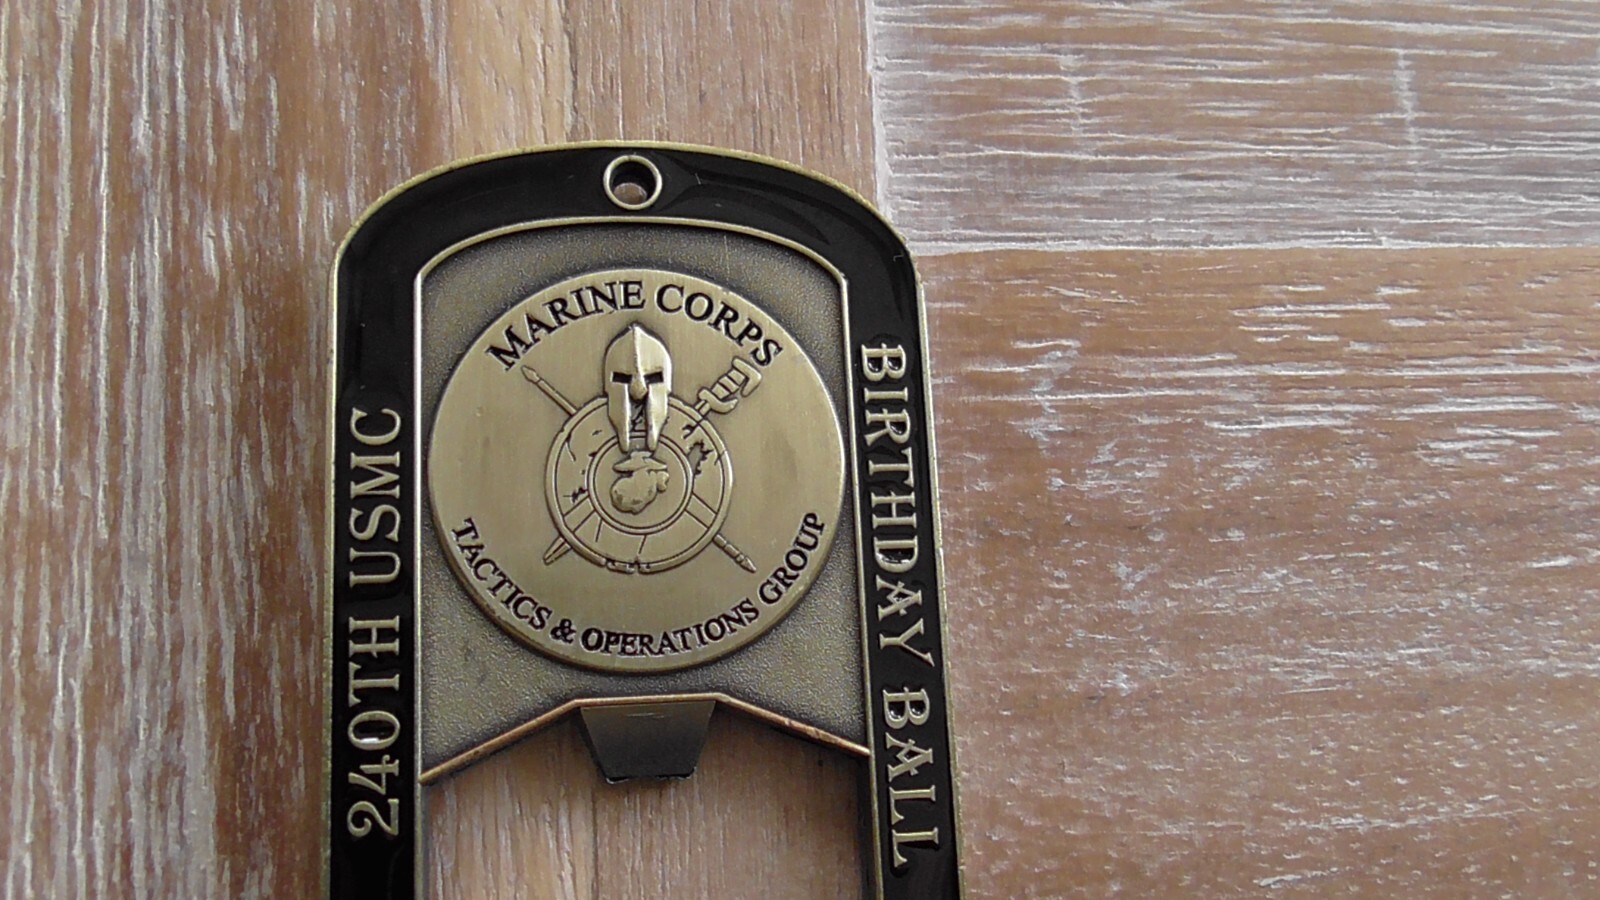 MARINE CORPS
TACTICS & OPERATIONS GROUP
240TH USMC
BIRTHDAY BALL